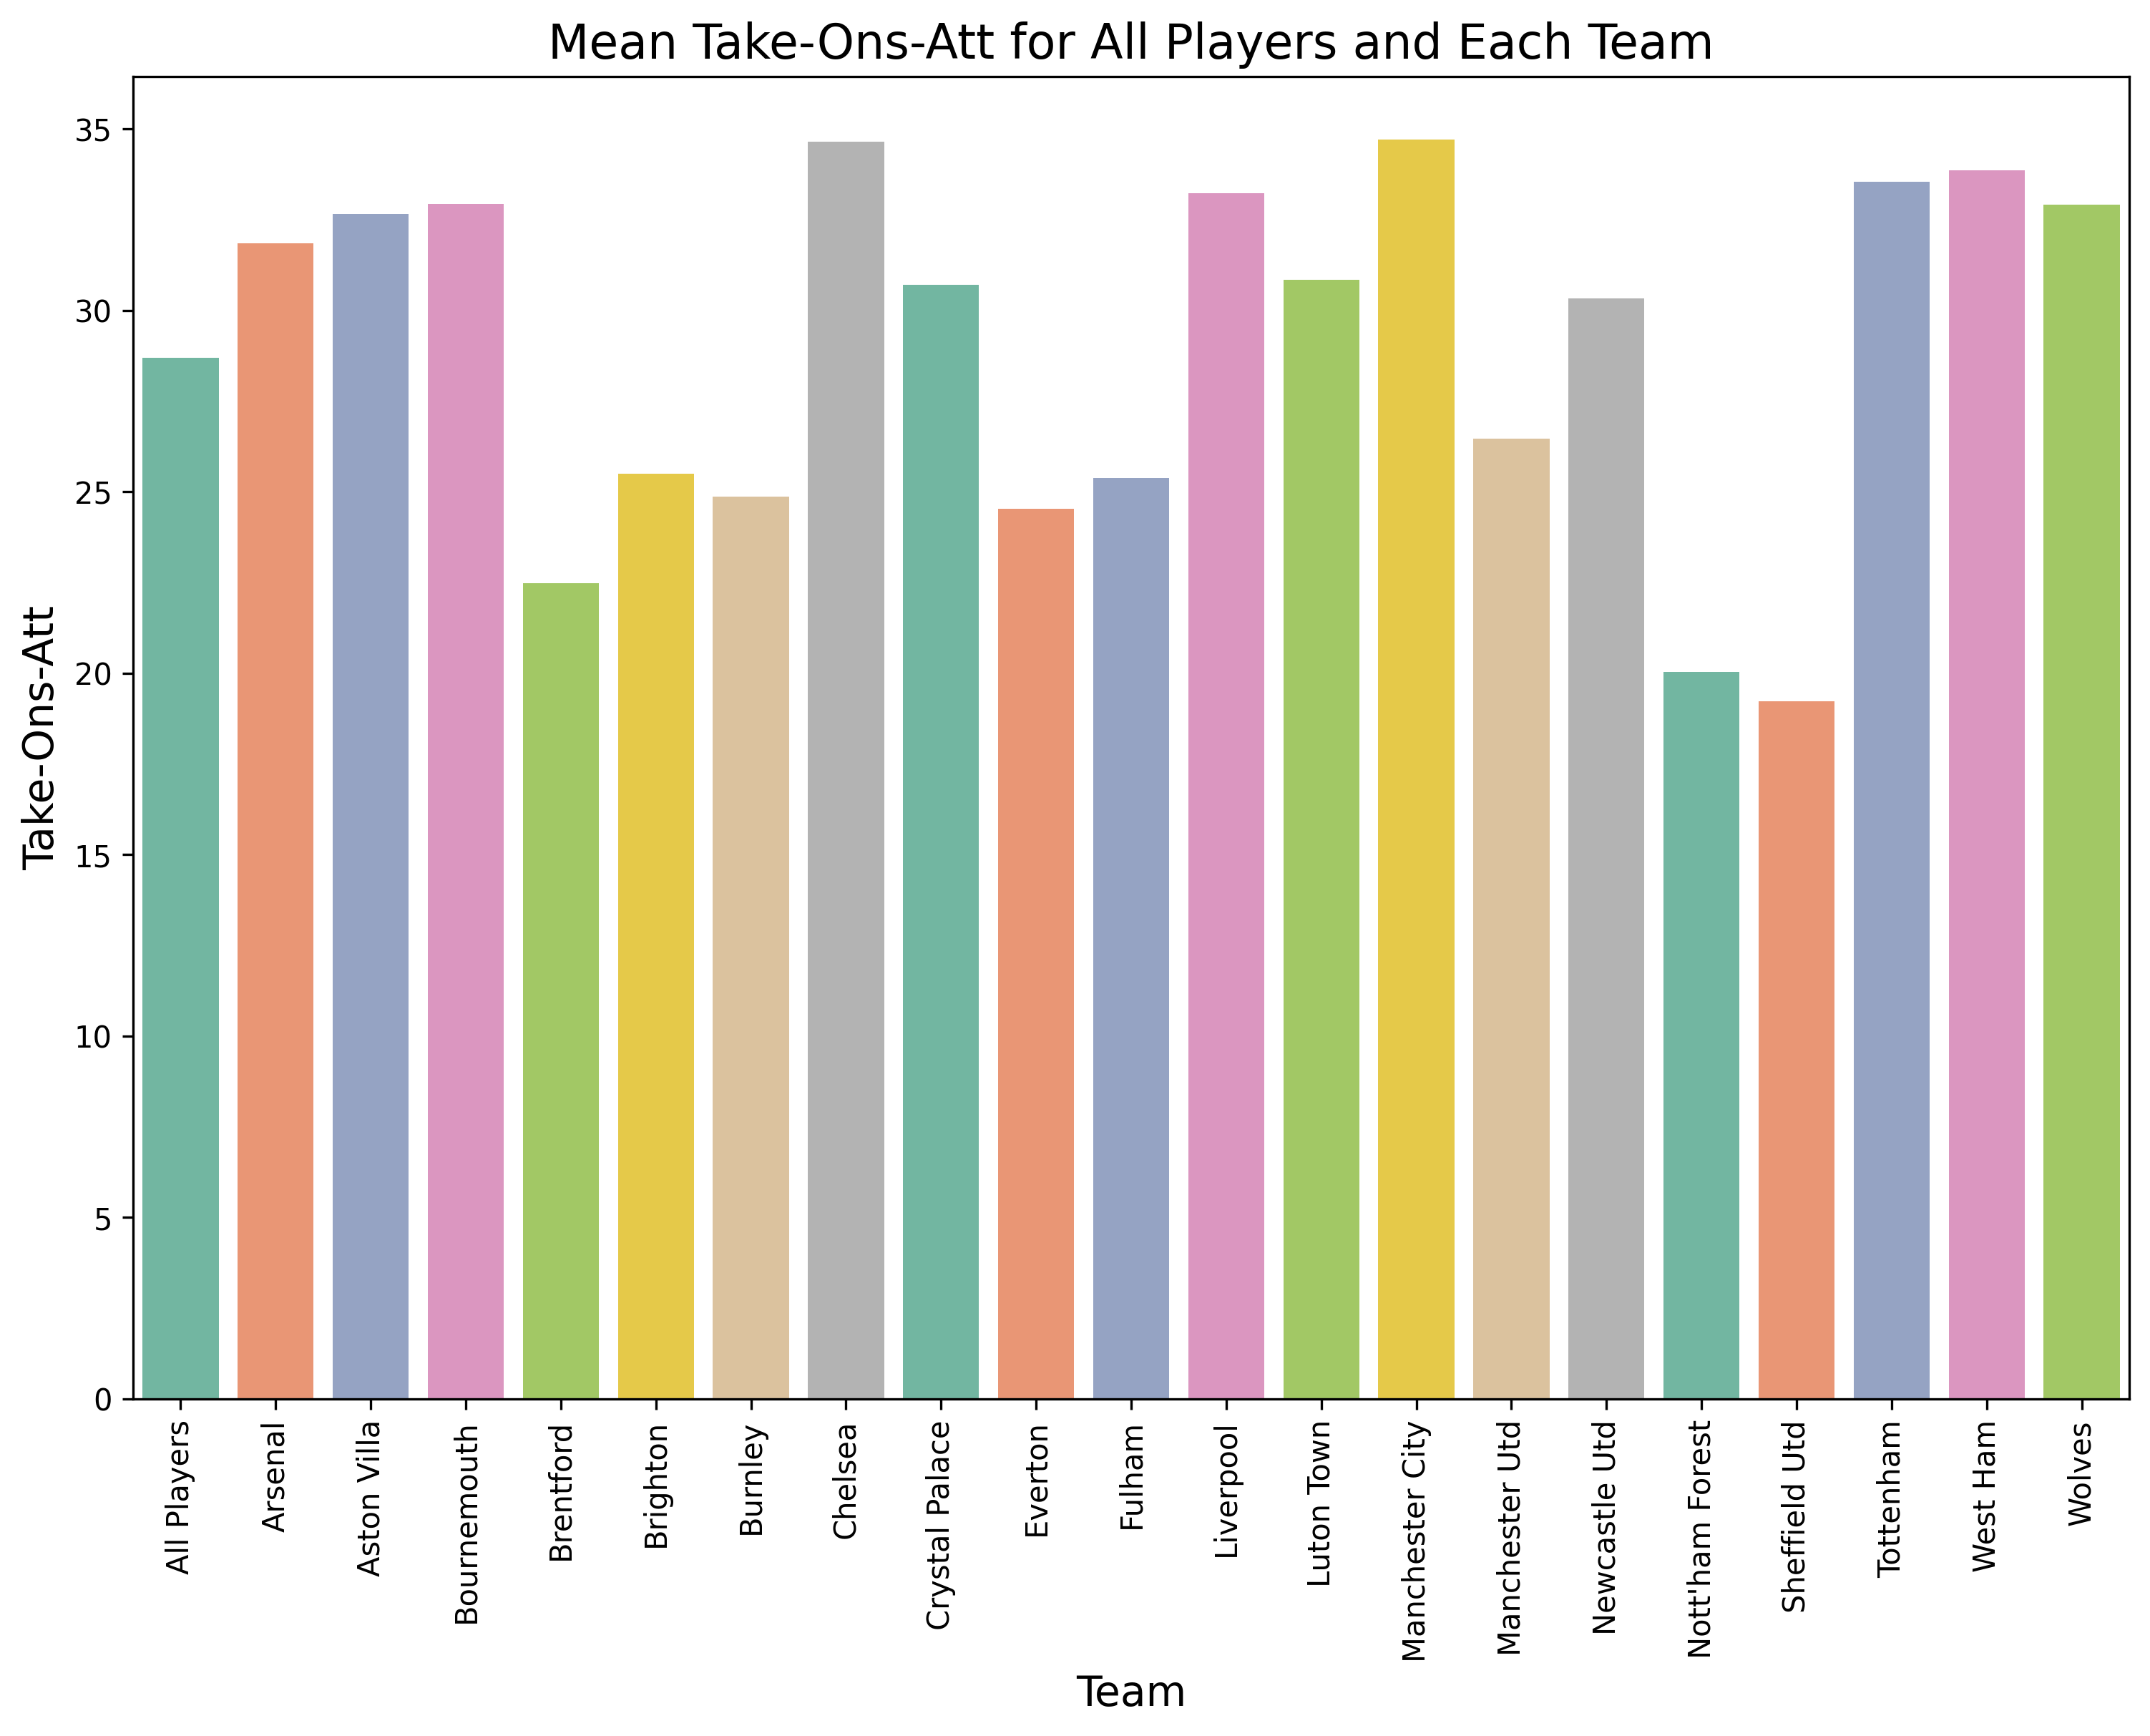 Mean Take-Ons-Att for All Players and Each Team
Take-Ons-Att
35
30
25
20
15
10
5
0
All Players
Arsenal
Aston Villa
Bournemouth
Brentford
Brighton
Burnley
Chelsea
Crystal Palace
Everton
Fulham
Liverpool
Luton Town
Manchester City
Manchester Utd
Newcastle Utd
Nott'ham Forest
Sheffield Utd
Tottenham
West Ham
Wolves
Team